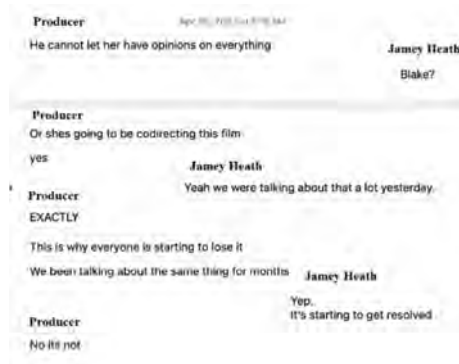 Producer
He cannot let her have opinions on everything
Jamey Heath
Blake?
Producer
Or shes going to be codirecting this film
yes
Jamey Heath
Yeah we were talking about that a lot yesterday.
Producer
EXACTLY
This is why everyone is starting to lose it
We been talking about the same thing for months
Jamey Heath
Yep.
It's starting to get resolved
Producer
No its not